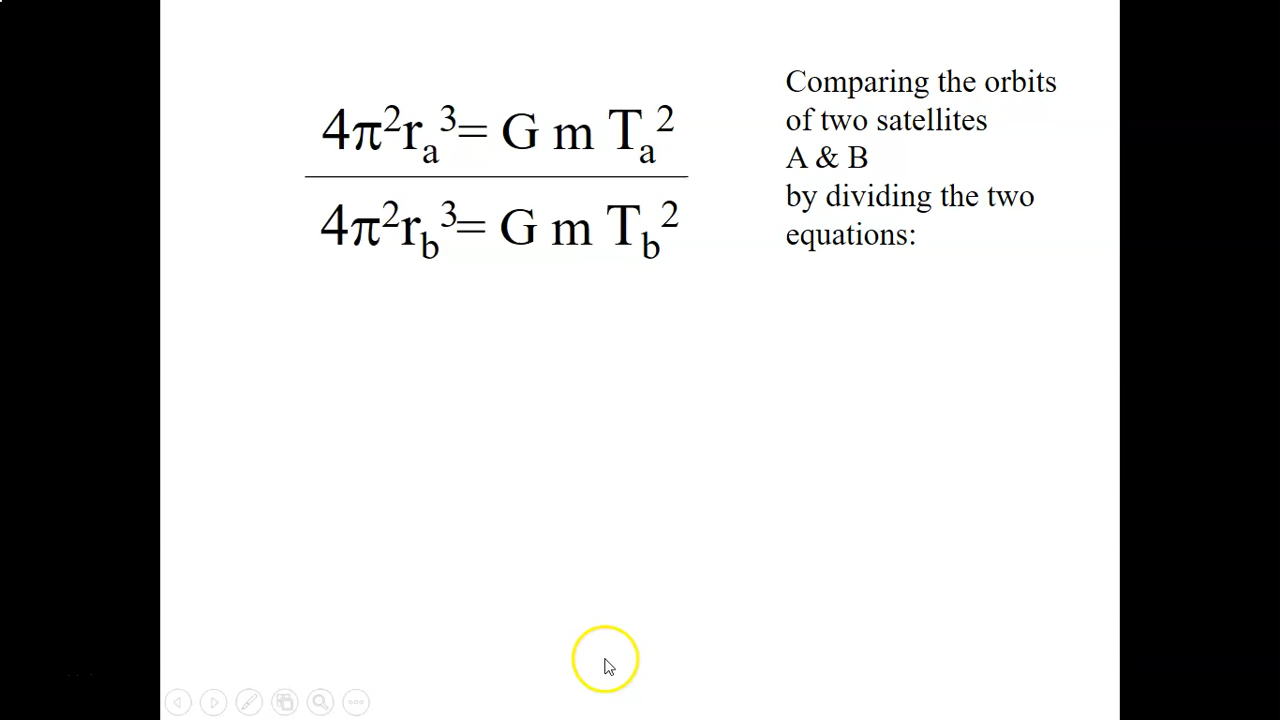 4π²rₐ³= G m Tₐ²
4π²r_b³= G m T_b²
Comparing the orbits
of two satellites
A & B
by dividing the two
equations: